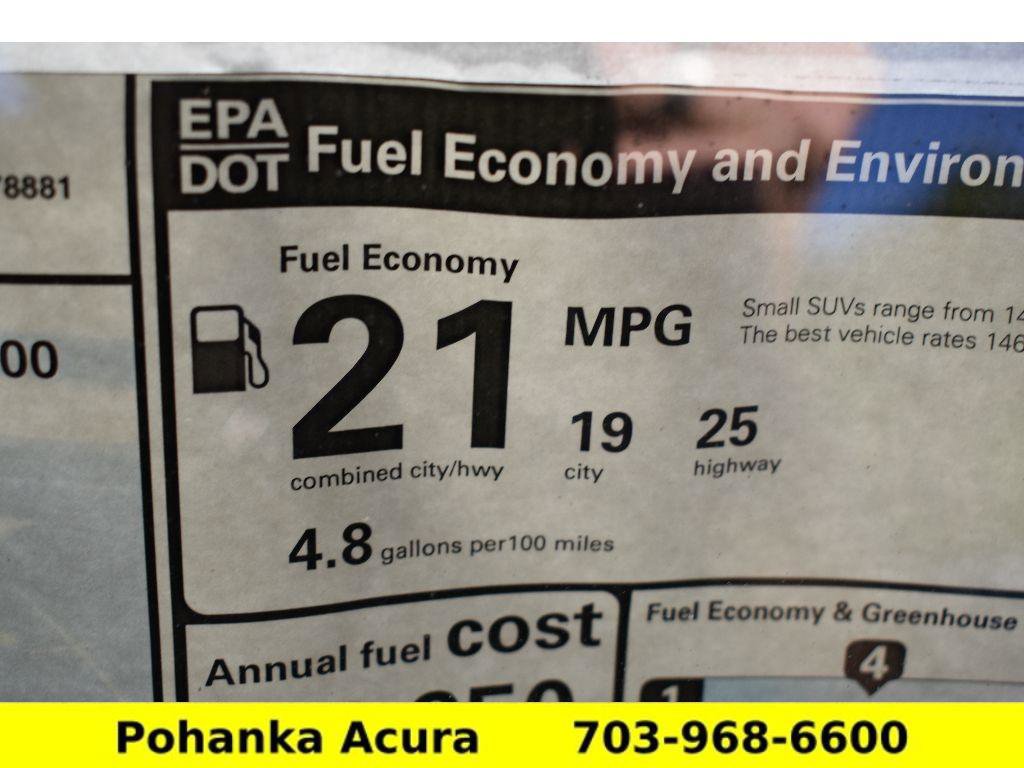 EPA
DOT
Fuel Economy and Environ
78881
Fuel Economy
21
MPG
Small SUVs range from 14
The best vehicle rates 146
00
19
25
combined city/hwy
city
highway
4.8 gallons per100 miles
Annual fuel cost
Fuel Economy & Greenhouse
4
1
Pohanka Acura
703-968-6600